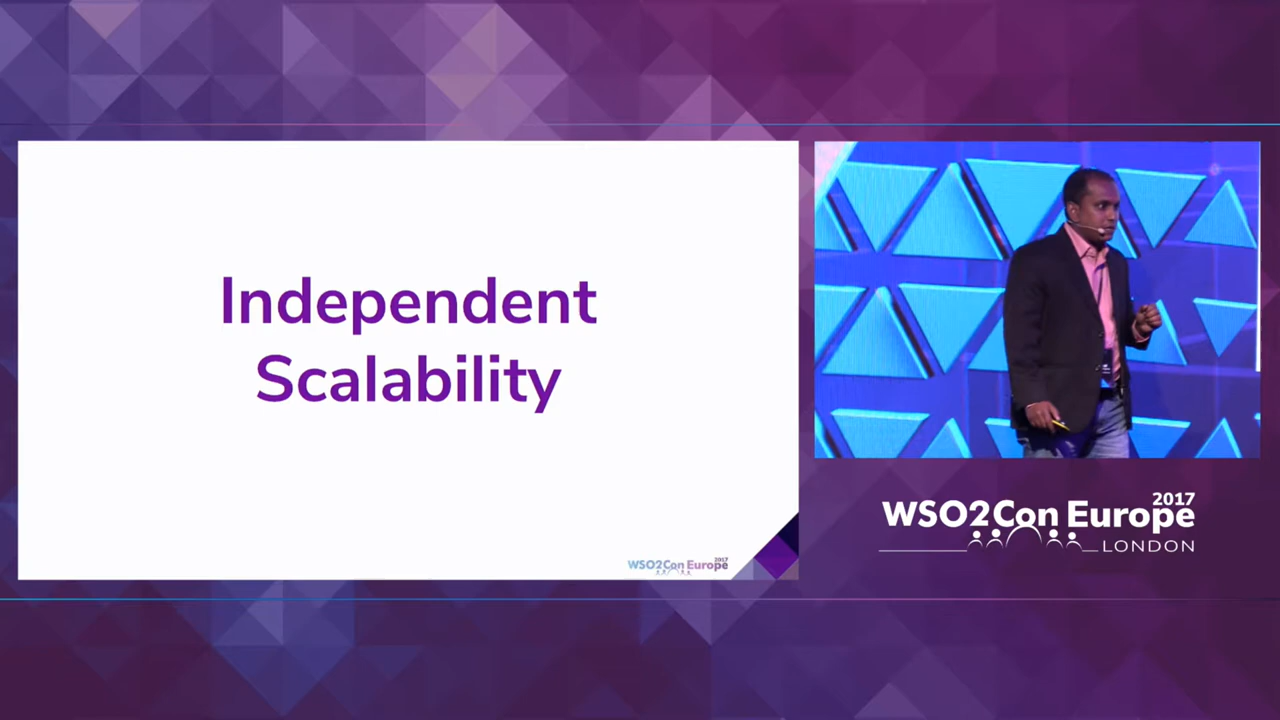 Independent
Scalability
WSO2Con Europe 2017
2017
WSO2Con Europe
LONDON